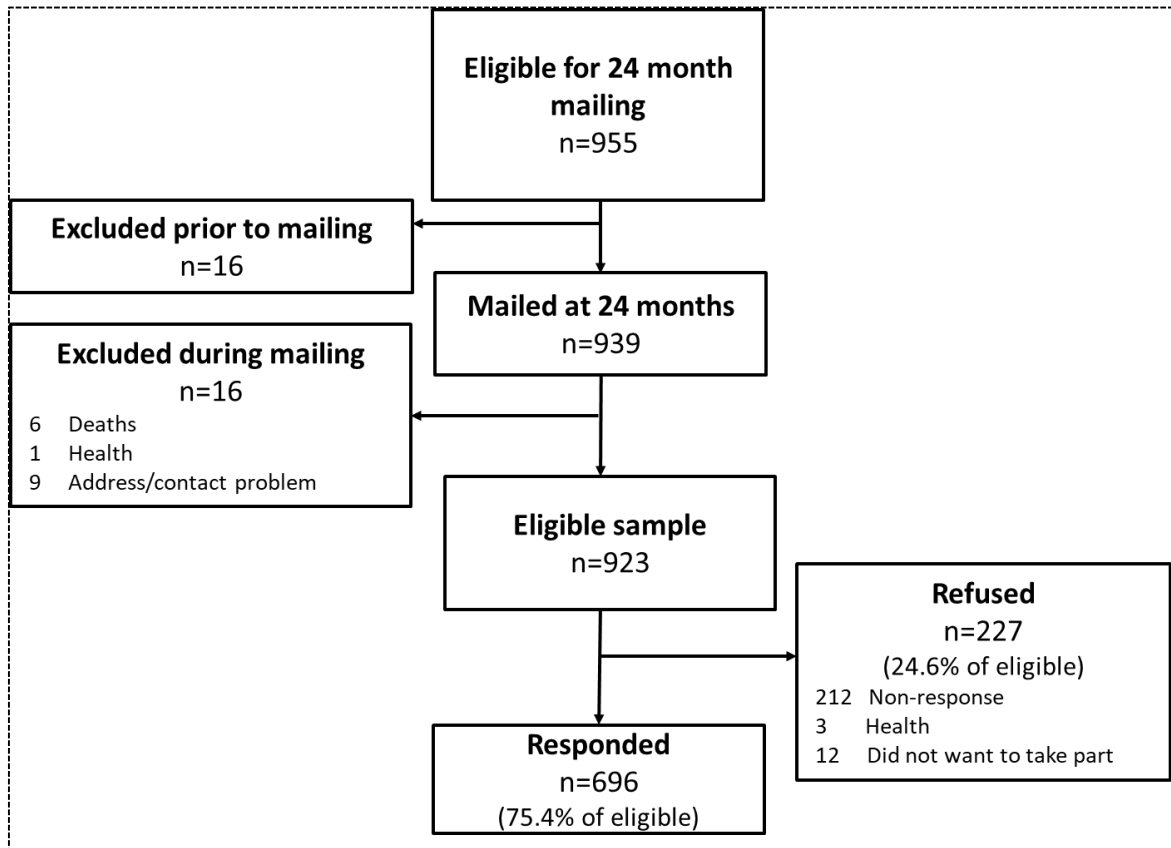 Eligible for 24 month
mailing
n=955
Excluded prior to mailing
n=16
Mailed at 24 months
n=939
Excluded during mailing
n=16
6 Deaths
1 Health
9 Address/contact problem
Eligible sample
n=923
Refused
n=227
(24.6% of eligible)
212 Non-response
3 Health
12 Did not want to take part
Responded
n=696
(75.4% of eligible)